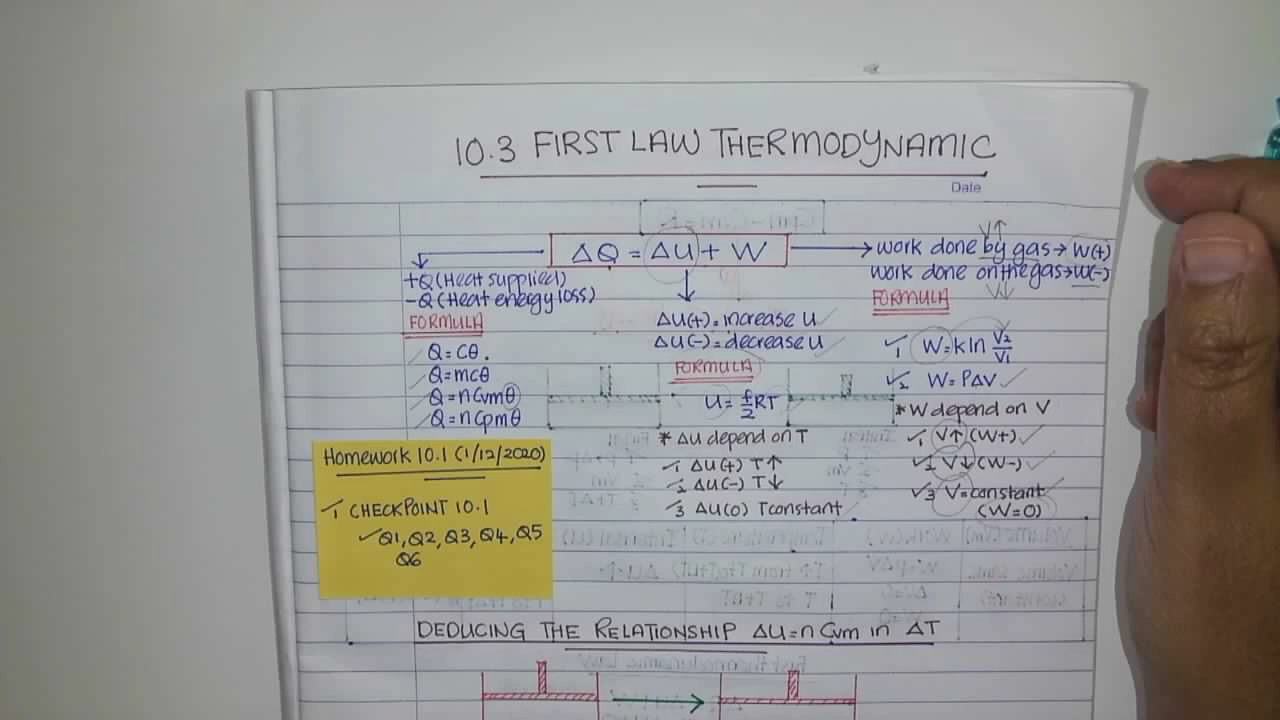 10.3 FIRST LAW THERMODYNAMIC
Date
ΔQ = ΔU + W
+Q (Heat supplied)
-Q (Heat energy loss)
FORMULA
Q = Cθ.
Q = mcθ
Q = nCvmθ
Q = nCpmθ
ΔU(+) = increase U
ΔU(-) = decrease U
FORMULA
U = f/2 RT
* ΔU depend on T
1 ΔU(+) T↑
2 ΔU(-) T↓
3 ΔU(0) T constant
V↑
work done by gas → W(+)
work done on the gas → W(-)
V↓
FORMULA
1 W = k ln V2/V1
2 W = PΔV
* W depend on V
1 V↑ (W+)
2 V↓ (W-)
3 V = constant
(W=0)
Homework 10.1 (1/12/2020)
1 CHECKPOINT 10.1
Q1, Q2, Q3, Q4, Q5
Q6
DEDUCING THE RELATIONSHIP ΔU = n Cvm in ΔT